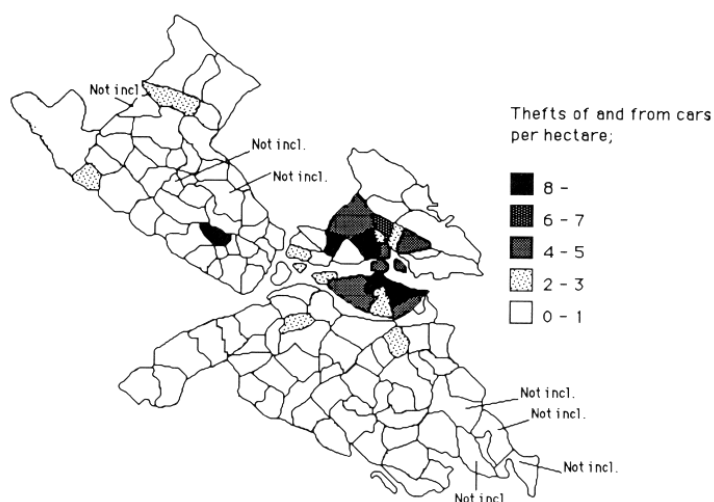 Not incl.
Not incl.
Not incl.
Thefts of and from cars
per hectare;
8 -
6 - 7
4 - 5
2 - 3
0 - 1
Not incl.
Not incl.
Not incl.
Not incl